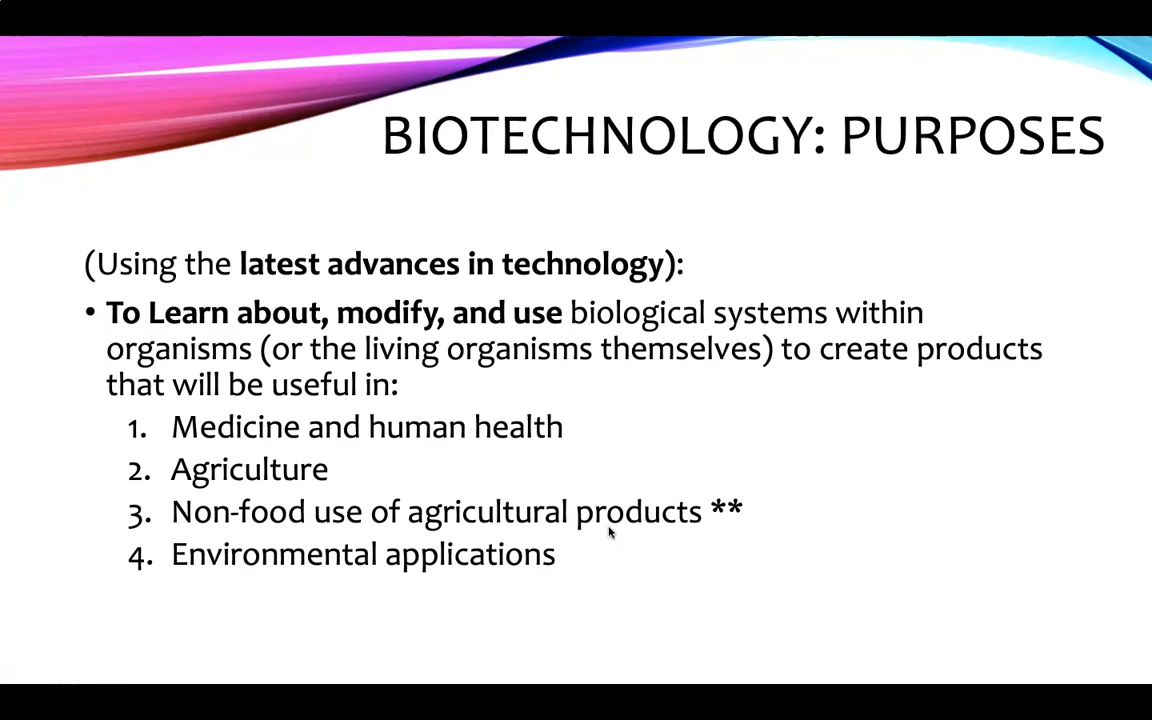 BIOTECHNOLOGY: PURPOSES
(Using the latest advances in technology):
• To Learn about, modify, and use biological systems within
organisms (or the living organisms themselves) to create products
that will be useful in:
1. Medicine and human health
2. Agriculture
3. Non-food use of agricultural products **
4. Environmental applications